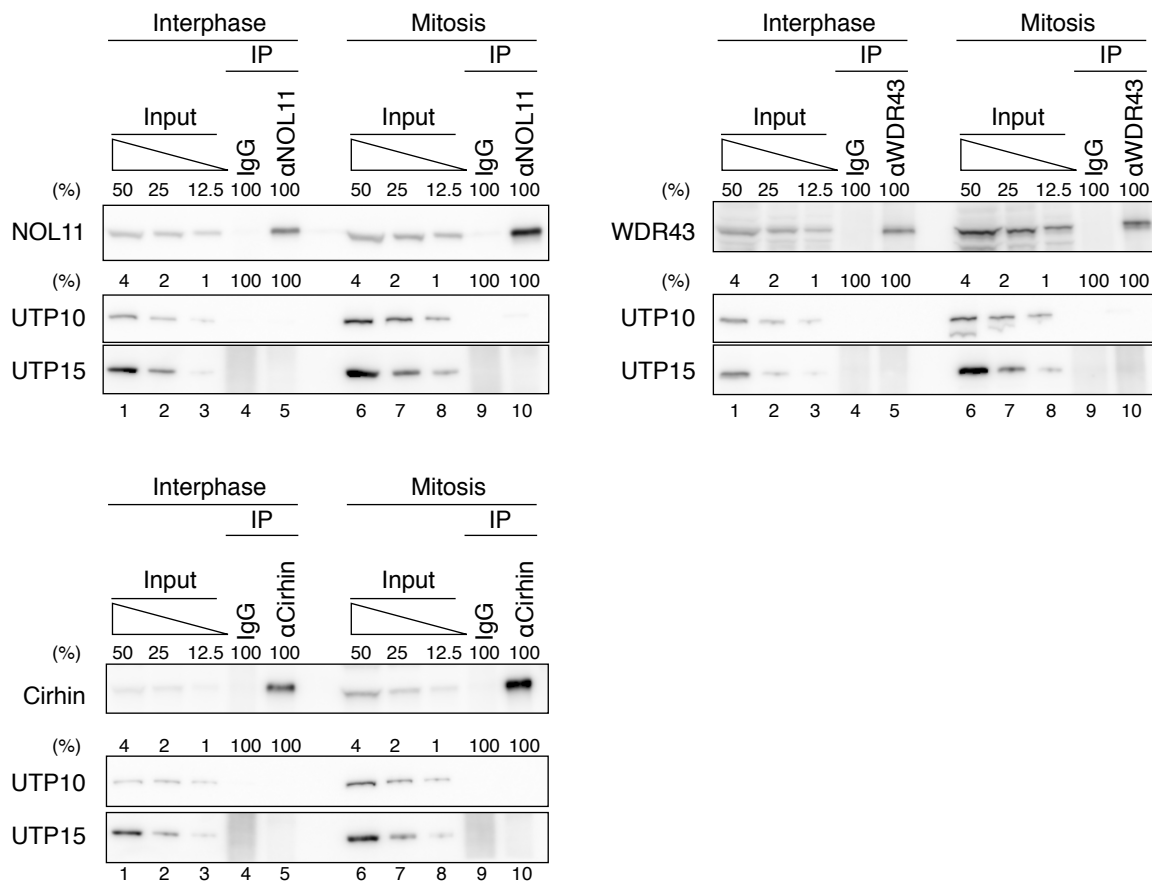 Interphase Mitosis
IP IP
Input IgG αNOL11 Input IgG αNOL11
(%) 50 25 12.5 100 100 50 25 12.5 100 100
NOL11
(%) 4 2 1 100 100 4 2 1 100 100
UTP10
UTP15
1 2 3 4 5 6 7 8 9 10
Interphase Mitosis
IP IP
Input IgG αWDR43 Input IgG αWDR43
(%) 50 25 12.5 100 100 50 25 12.5 100 100
WDR43
(%) 4 2 1 100 100 4 2 1 100 100
UTP10
UTP15
1 2 3 4 5 6 7 8 9 10
Interphase Mitosis
IP IP
Input IgG αCirhin Input IgG αCirhin
(%) 50 25 12.5 100 100 50 25 12.5 100 100
Cirhin
(%) 4 2 1 100 100 4 2 1 100 100
UTP10
UTP15
1 2 3 4 5 6 7 8 9 10